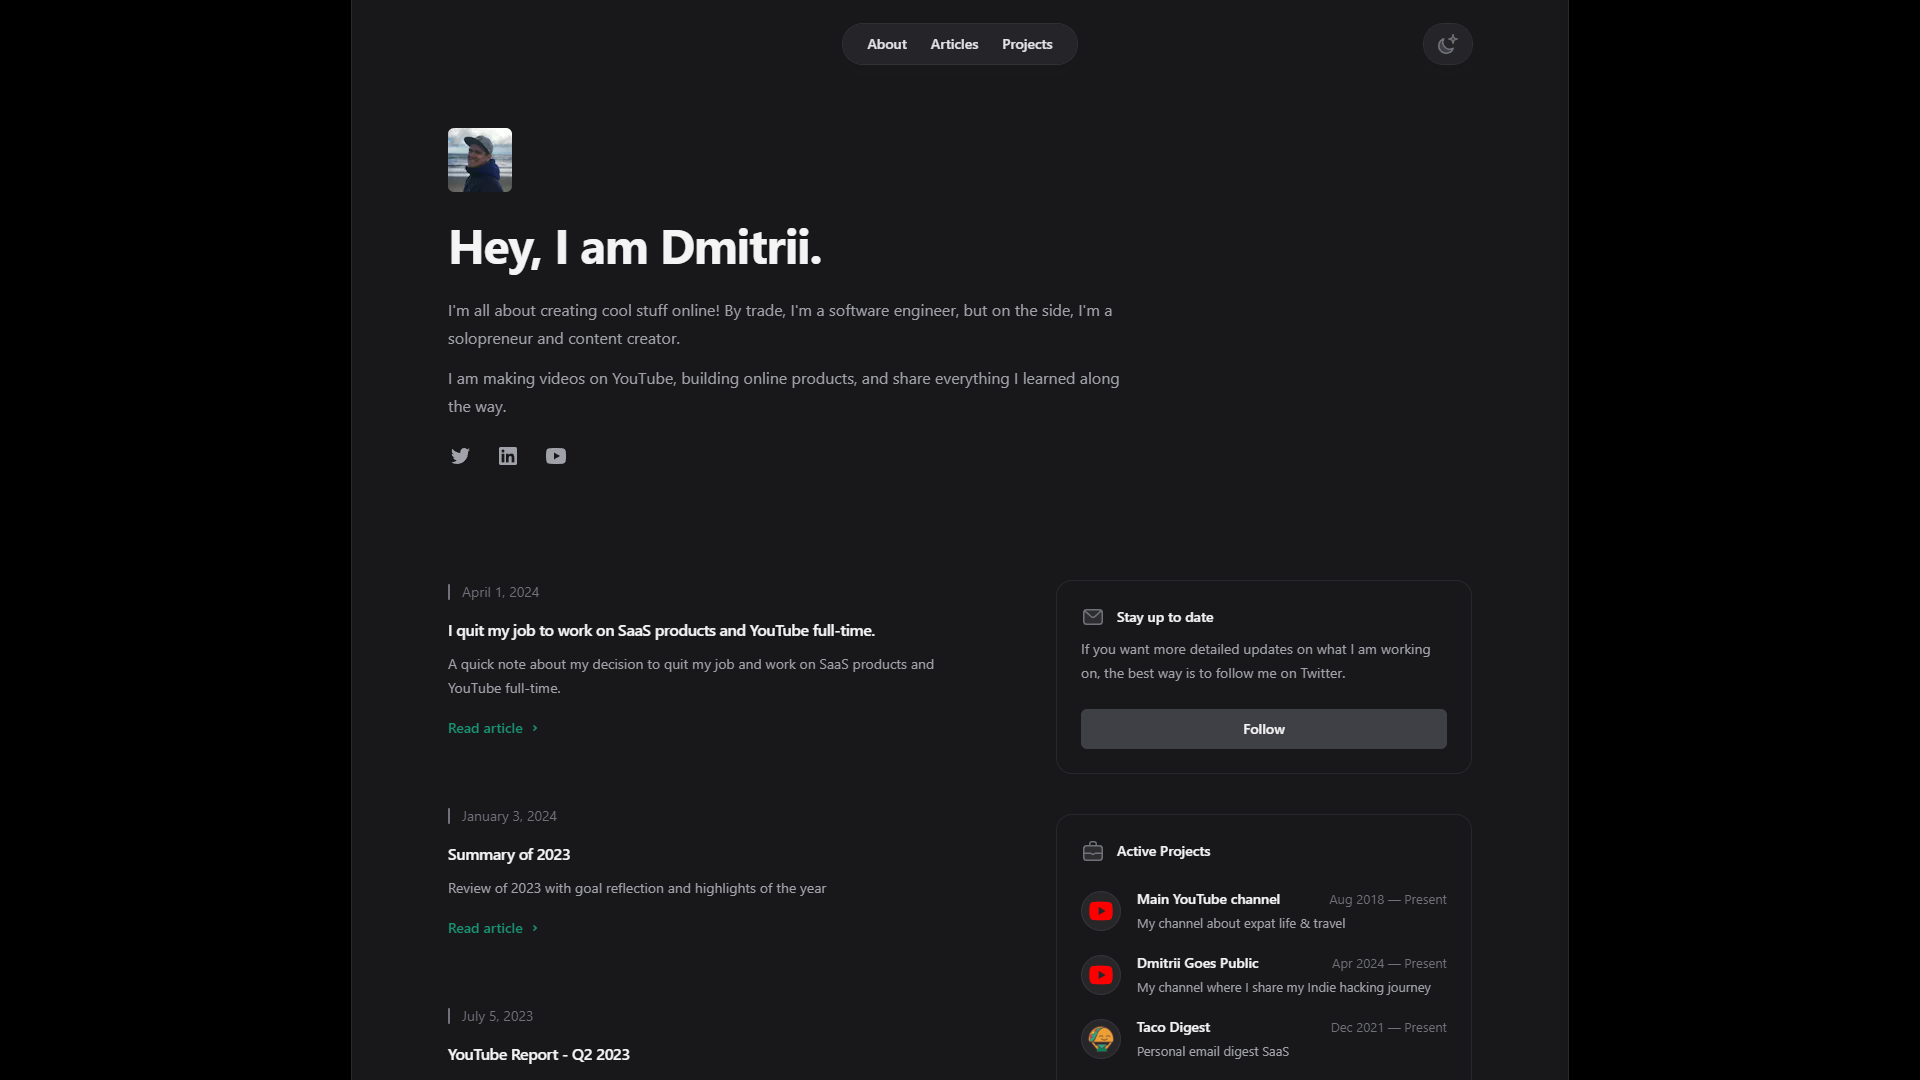 About
Articles
Projects
Hey, I am Dmitrii.
I'm all about creating cool stuff online! By trade, I'm a software engineer, but on the side, I'm a
solopreneur and content creator.
I am making videos on YouTube, building online products, and share everything I learned along
the way.
April 1, 2024
I quit my job to work on SaaS products and YouTube full-time.
A quick note about my decision to quit my job and work on SaaS products and
YouTube full-time.
Read article
January 3, 2024
Summary of 2023
Review of 2023 with goal reflection and highlights of the year
Read article
July 5, 2023
YouTube Report - Q2 2023
Stay up to date
If you want more detailed updates on what I am working
on, the best way is to follow me on Twitter.
Follow
Active Projects
Main YouTube channel
Aug 2018 — Present
My channel about expat life & travel
Dmitrii Goes Public
Apr 2024 — Present
My channel where I share my Indie hacking journey
Taco Digest
Dec 2021 — Present
Personal email digest SaaS